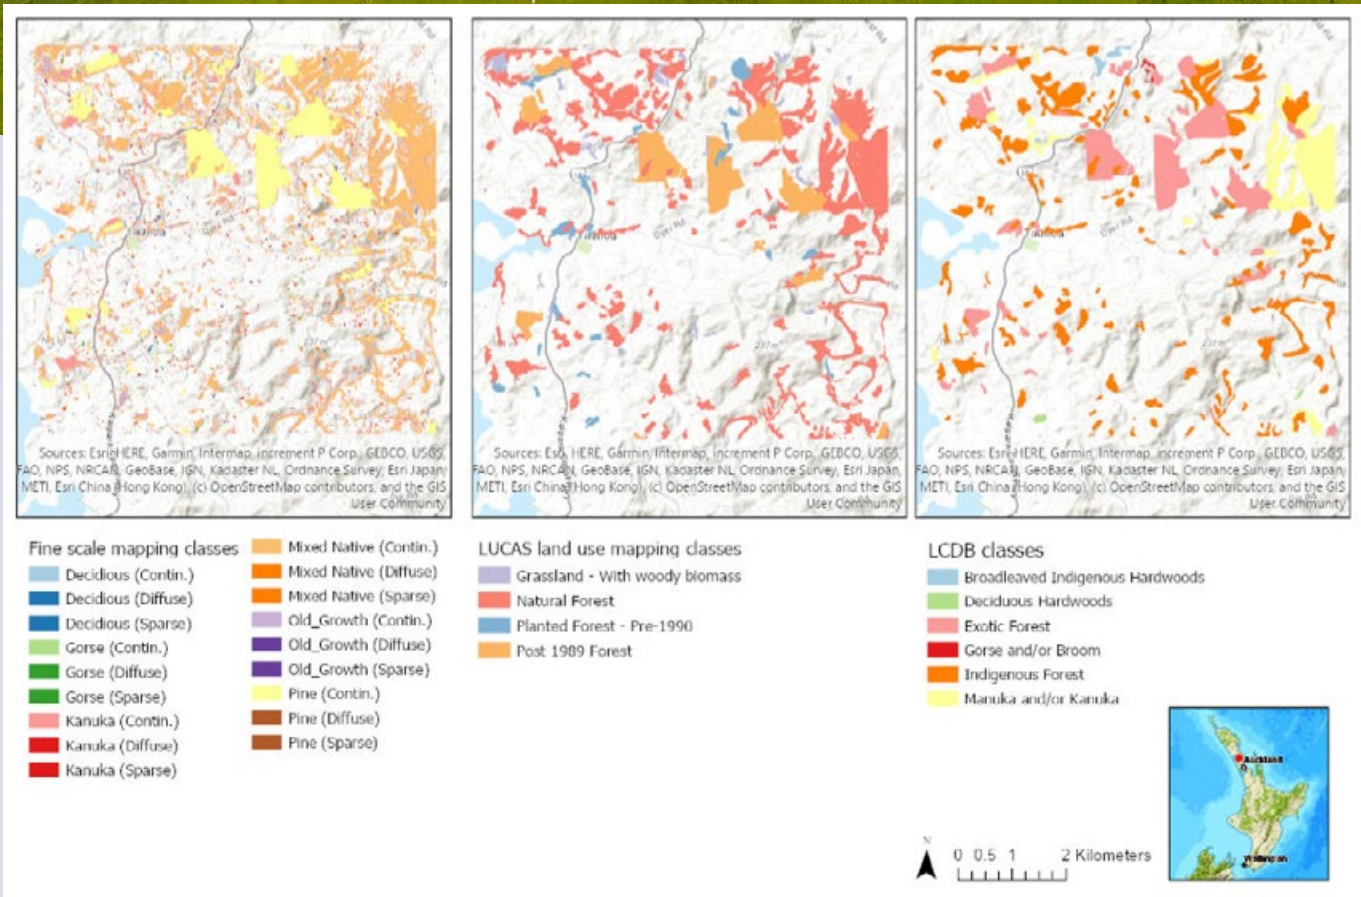 Sources: Esri, HERE, Garmin, Intermap, increment P Corp., GEBCO, USGS,
FAO, NPS, NRCAN, GeoBase, IGN, Kadaster NL, Ordnance Survey, Esri Japan,
METI, Esri China (Hong Kong), (c) OpenStreetMap contributors, and the GIS
User Community
237 m
Sources: Esri, HERE, Garmin, Intermap, increment P Corp., GEBCO, USGS,
FAO, NPS, NRCAN, GeoBase, IGN, Kadaster NL, Ordnance Survey, Esri Japan,
METI, Esri China (Hong Kong), (c) OpenStreetMap contributors, and the GIS
User Community
237 m
Sources: Esri, HERE, Garmin, Intermap, increment P Corp., GEBCO, USGS,
FAO, NPS, NRCAN, GeoBase, IGN, Kadaster NL, Ordnance Survey, Esri Japan,
METI, Esri China (Hong Kong), (c) OpenStreetMap contributors, and the GIS
User Community
237 m
Fine scale mapping classes
Decidious (Contin.)
Decidious (Diffuse)
Decidious (Sparse)
Gorse (Contin.)
Gorse (Diffuse)
Gorse (Sparse)
Kanuka (Contin.)
Kanuka (Diffuse)
Kanuka (Sparse)
Mixed Native (Contin.)
Mixed Native (Diffuse)
Mixed Native (Sparse)
Old_Growth (Contin.)
Old_Growth (Diffuse)
Old_Growth (Sparse)
Pine (Contin.)
Pine (Diffuse)
Pine (Sparse)
LUCAS land use mapping classes
Grassland - With woody biomass
Natural Forest
Planted Forest - Pre-1990
Post 1989 Forest
LCDB classes
Broadleaved Indigenous Hardwoods
Deciduous Hardwoods
Exotic Forest
Gorse and/or Broom
Indigenous Forest
Manuka and/or Kanuka
Auckland
Wellington
N
0 0.5 1 2 Kilometers